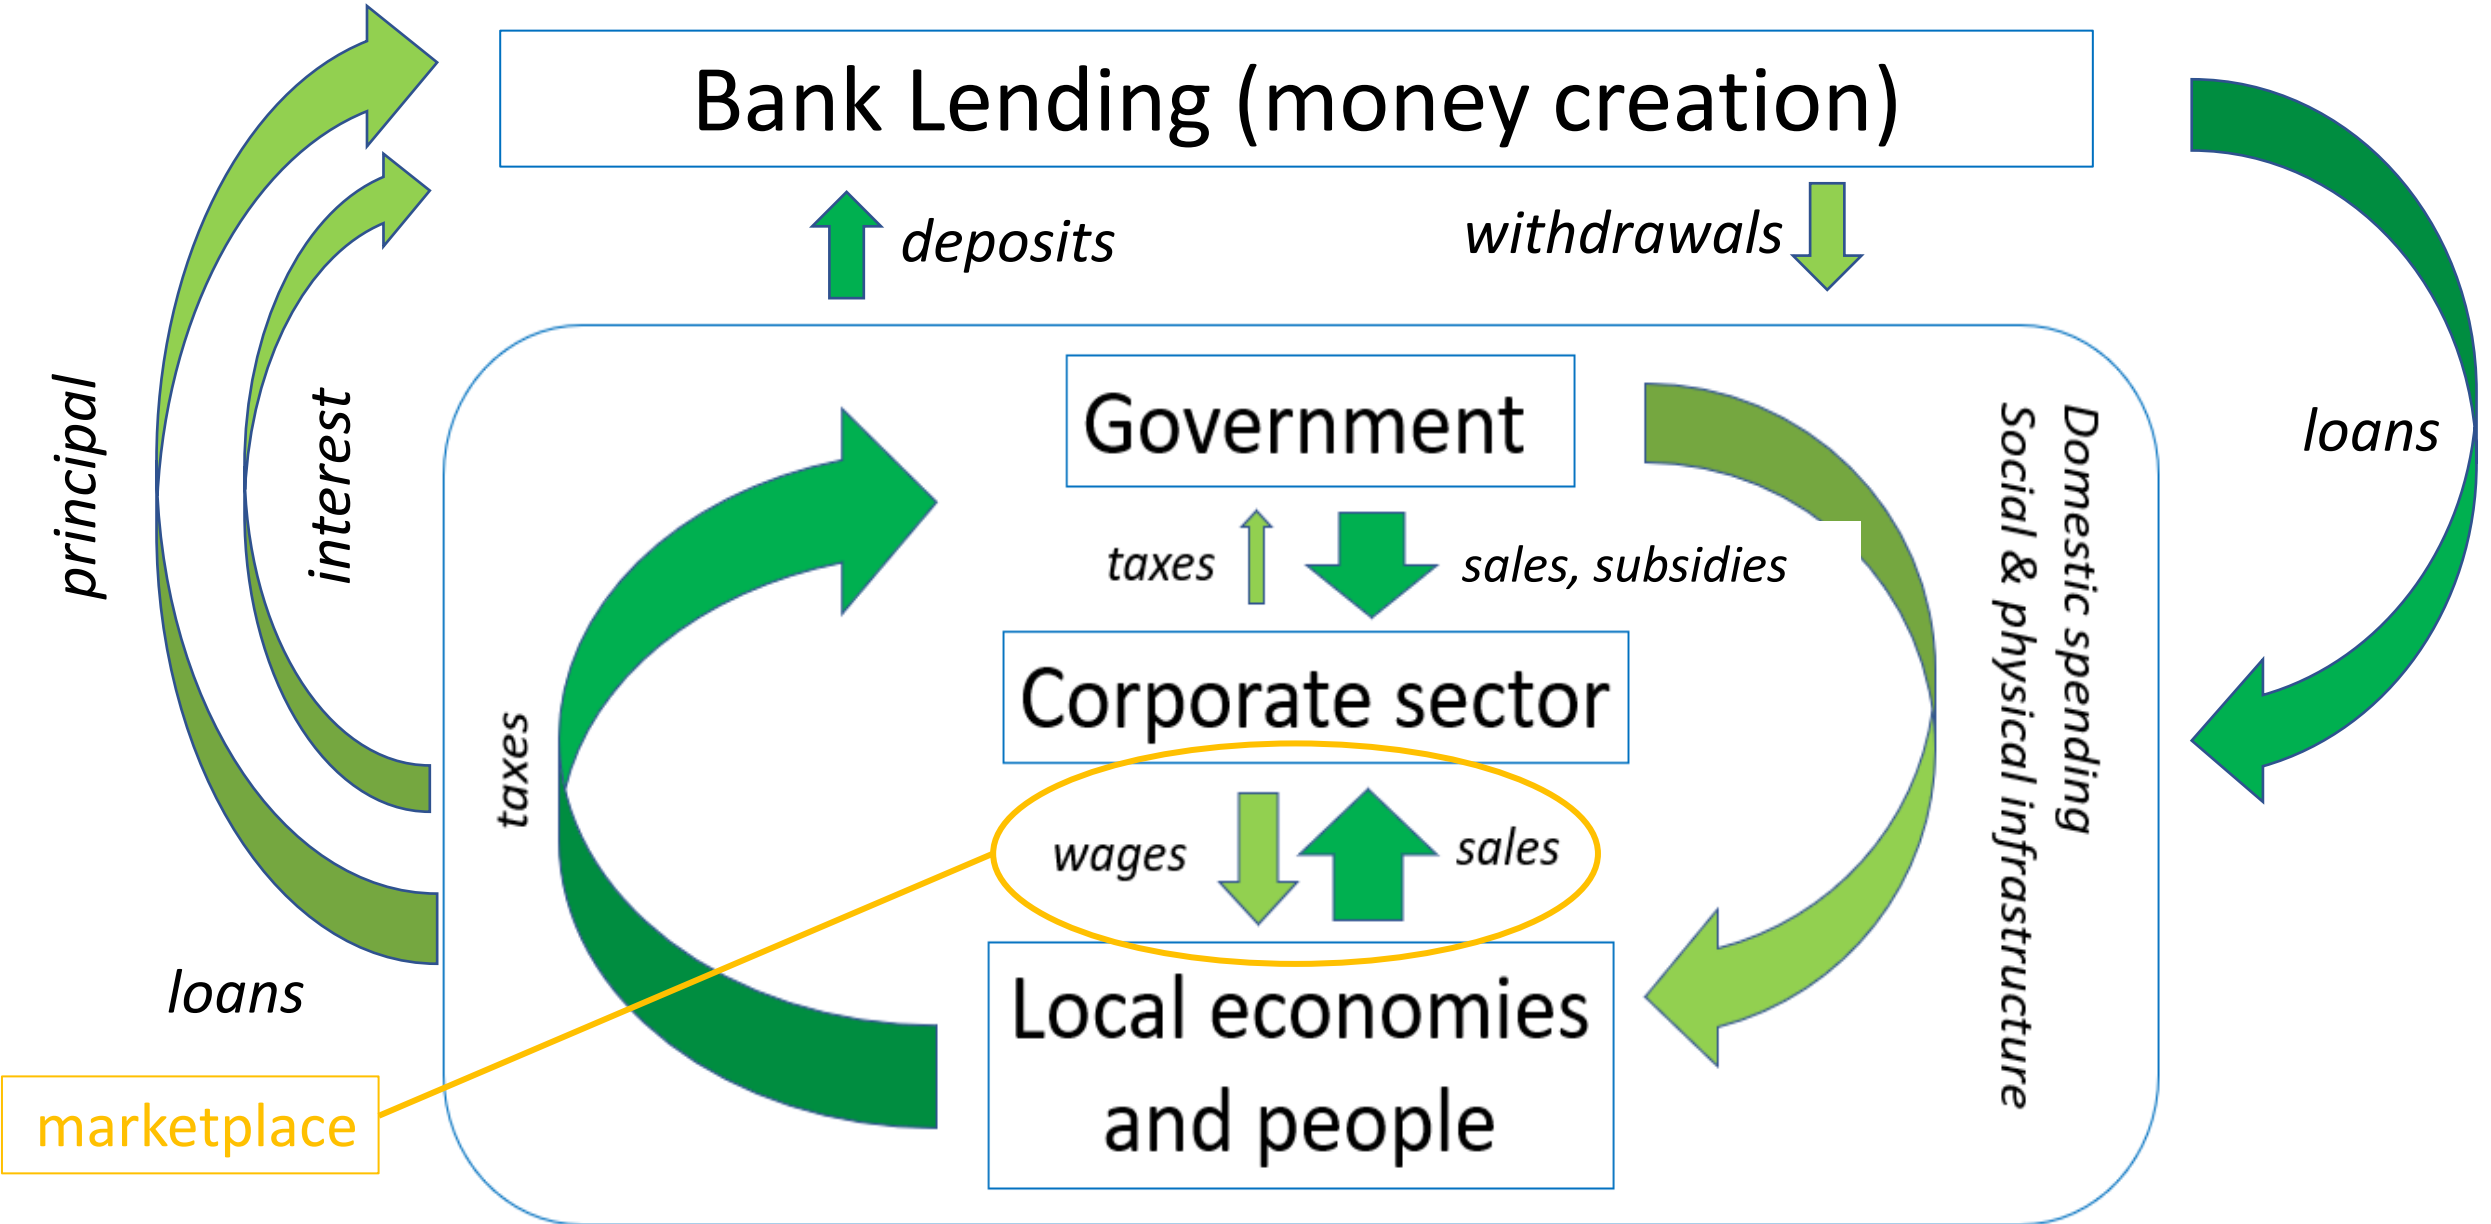 Bank Lending (money creation)
deposits
withdrawals
principal
interest
loans
Government
taxes
sales, subsidies
Domestic spending
Social & physical infrastructure
Corporate sector
taxes
wages
sales
Local economies
and people
loans
marketplace